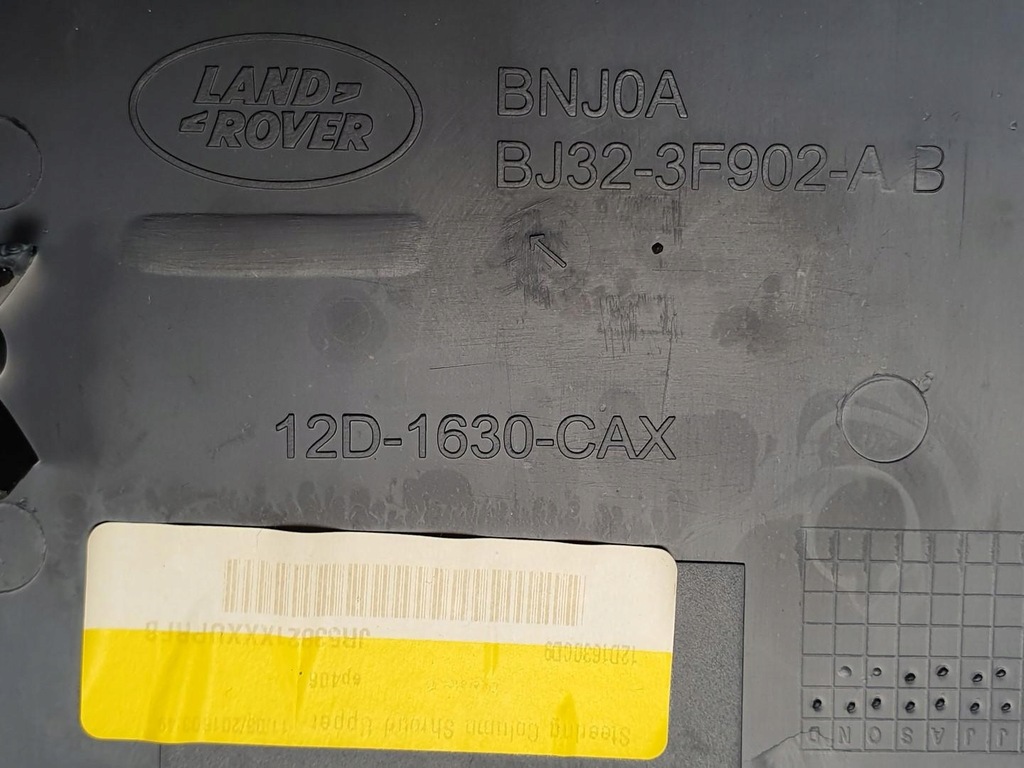 LAND
ROVER
BNJ0A
BJ32-3F902-A B
12D-1630-CAX
Steering Column Shroud Upper
D N O S A J J